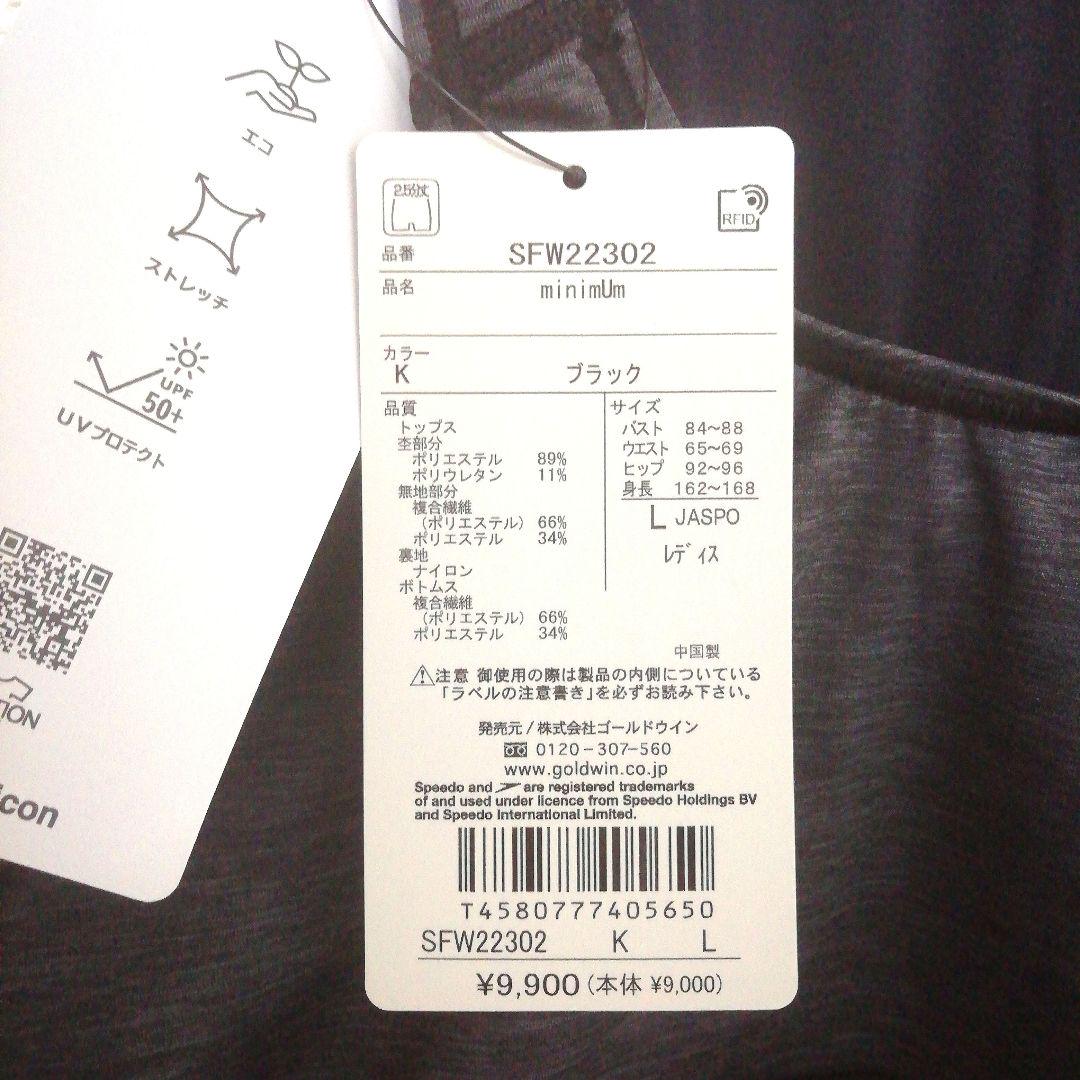 エコ
ストレッチ
UPF
50+
UVプロテクト
TION
icon
2.5分丈
RFID
品番 SFW22302
品名 minimUm
カラー
K ブラック
品質
トップス
杢部分
ポリエステル 89%
ポリウレタン 11%
無地部分
複合繊維
(ポリエステル) 66%
ポリエステル 34%
裏地
ナイロン
ボトムス
複合繊維
(ポリエステル) 66%
ポリエステル 34%
サイズ
バスト 84~88
ウエスト 65~69
ヒップ 92~96
身長 162~168
L JASPO
レディス
中国製
注意 御使用の際は製品の内側についている
「ラベルの注意書き」を必ずお読み下さい。
発売元/株式会社ゴールドウイン
0120-307-560
www.goldwin.co.jp
Speedo and are registered trademarks
of and used under licence from Speedo Holdings BV
and Speedo International Limited.
T4580777405650
SFW22302 K L
¥9,900(本体 ¥9,000)